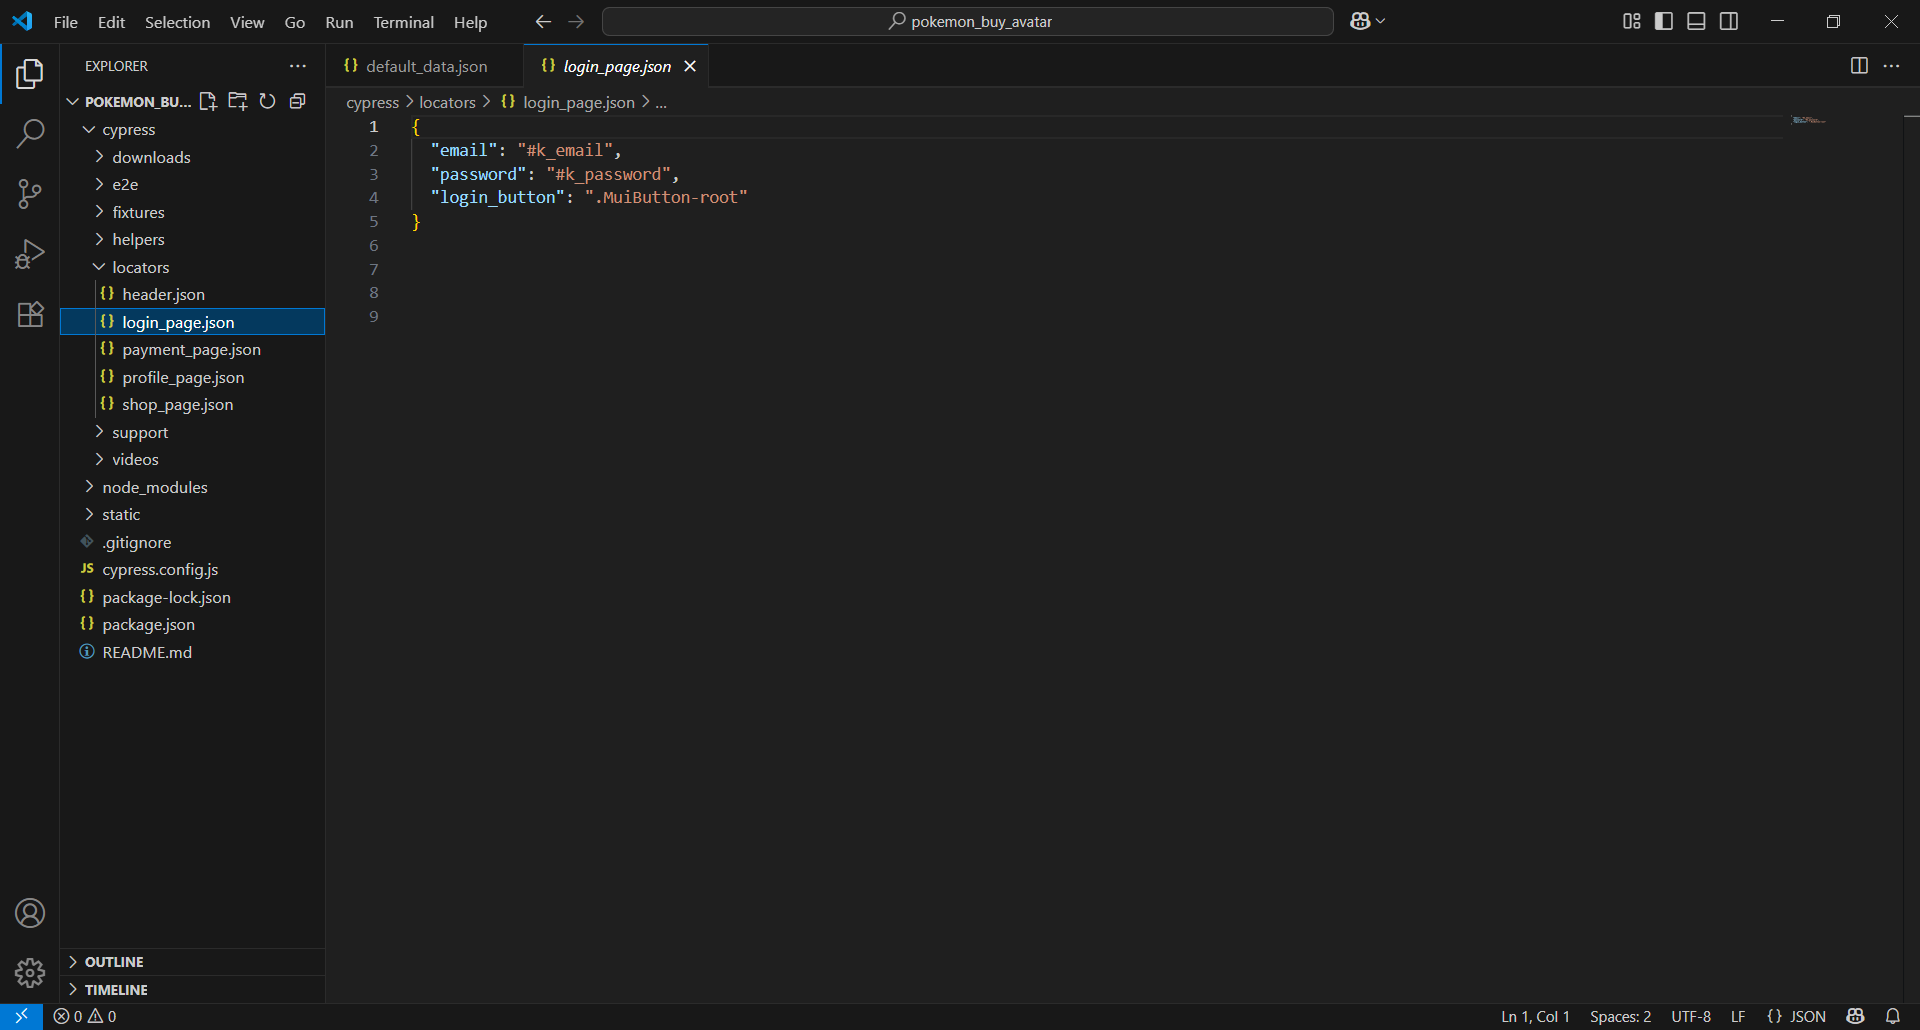 File Edit Selection View Go Run Terminal Help
pokemon_buy_avatar
EXPLORER
POKEMON_BU...
cypress
downloads
e2e
fixtures
helpers
locators
{} header.json
{} login_page.json
{} payment_page.json
{} profile_page.json
{} shop_page.json
support
videos
node_modules
static
.gitignore
JS cypress.config.js
{} package-lock.json
{} package.json
README.md
OUTLINE
TIMELINE
{} default_data.json
{} login_page.json
cypress > locators > {} login_page.json > ...
1 {
2 "email": "#k_email",
3 "password": "#k_password",
4 "login_button": ".MuiButton-root"
5 }
6
7
8
9
0 0
Ln 1, Col 1 Spaces: 2 UTF-8 LF {} JSON